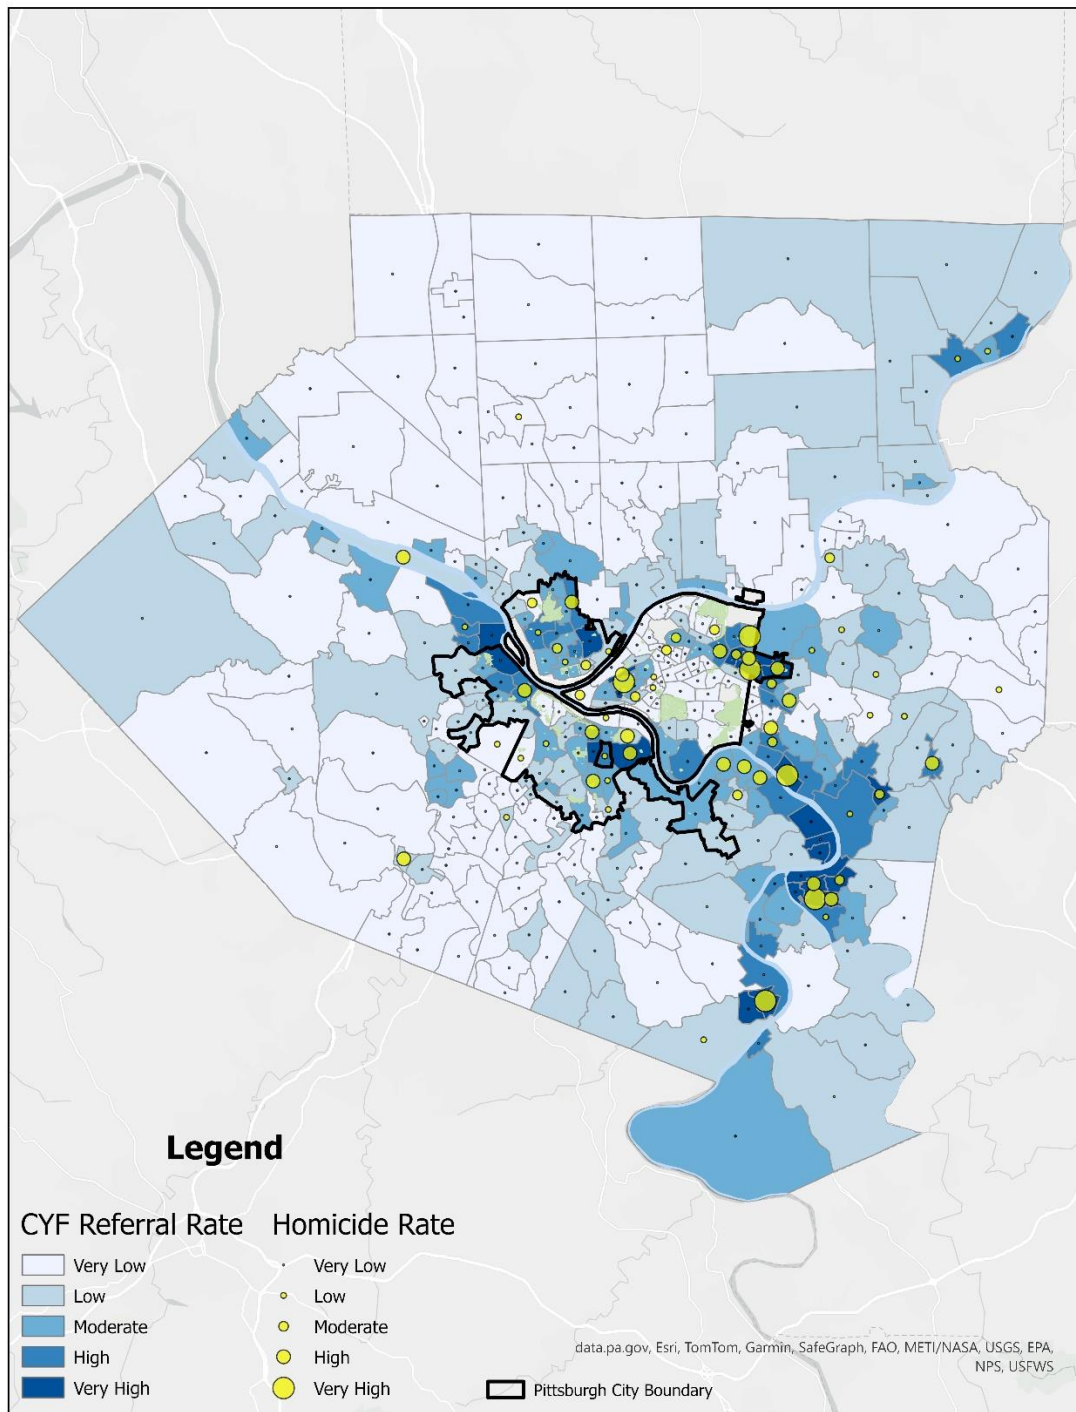 Legend
CYF Referral Rate
Very Low
Low
Moderate
High
Very High
Homicide Rate
Very Low
Low
Moderate
High
Very High
Pittsburgh City Boundary
data.pa.gov, Esri, TomTom, Garmin, SafeGraph, FAO, METI/NASA, USGS, EPA,
NPS, USFWS